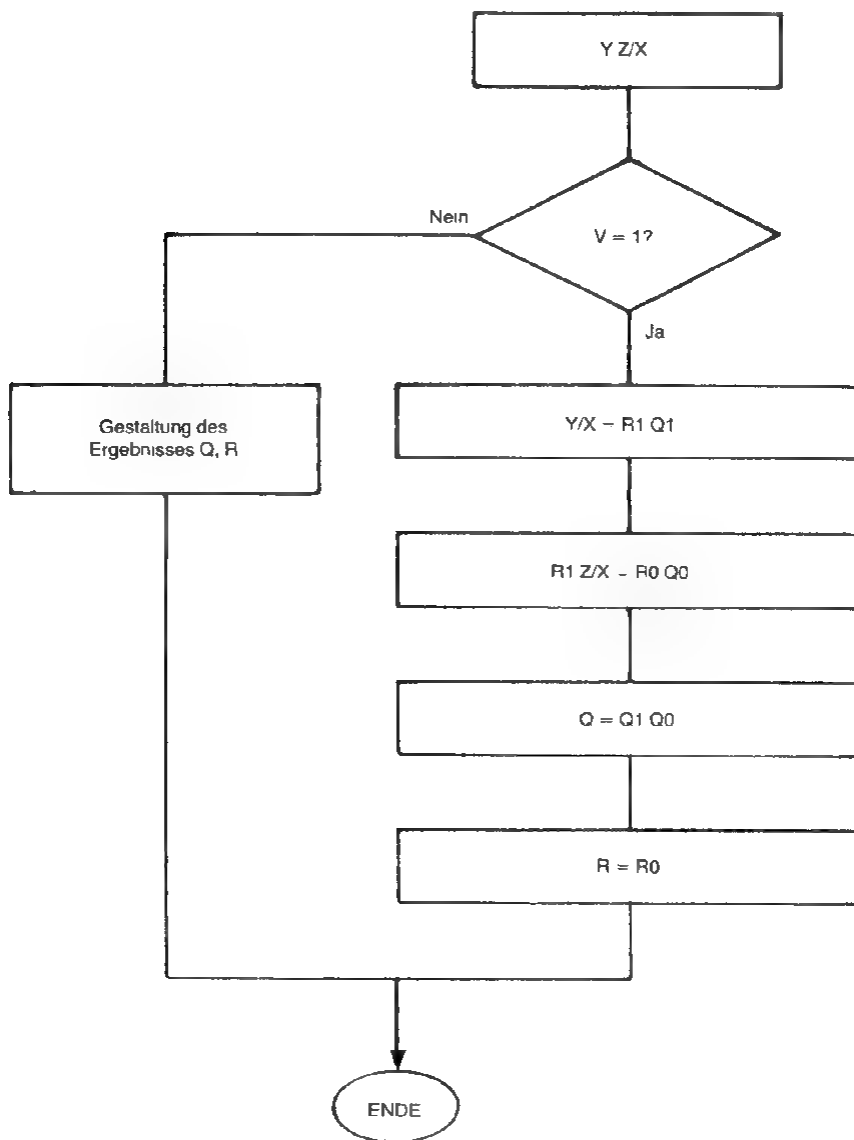 Y Z/X
Nein
V = 1?
Ja
Gestaltung des
Ergebnisses Q, R
Y/X – R1 Q1
R1 Z/X – R0 Q0
Q = Q1 Q0
R = R0
ENDE